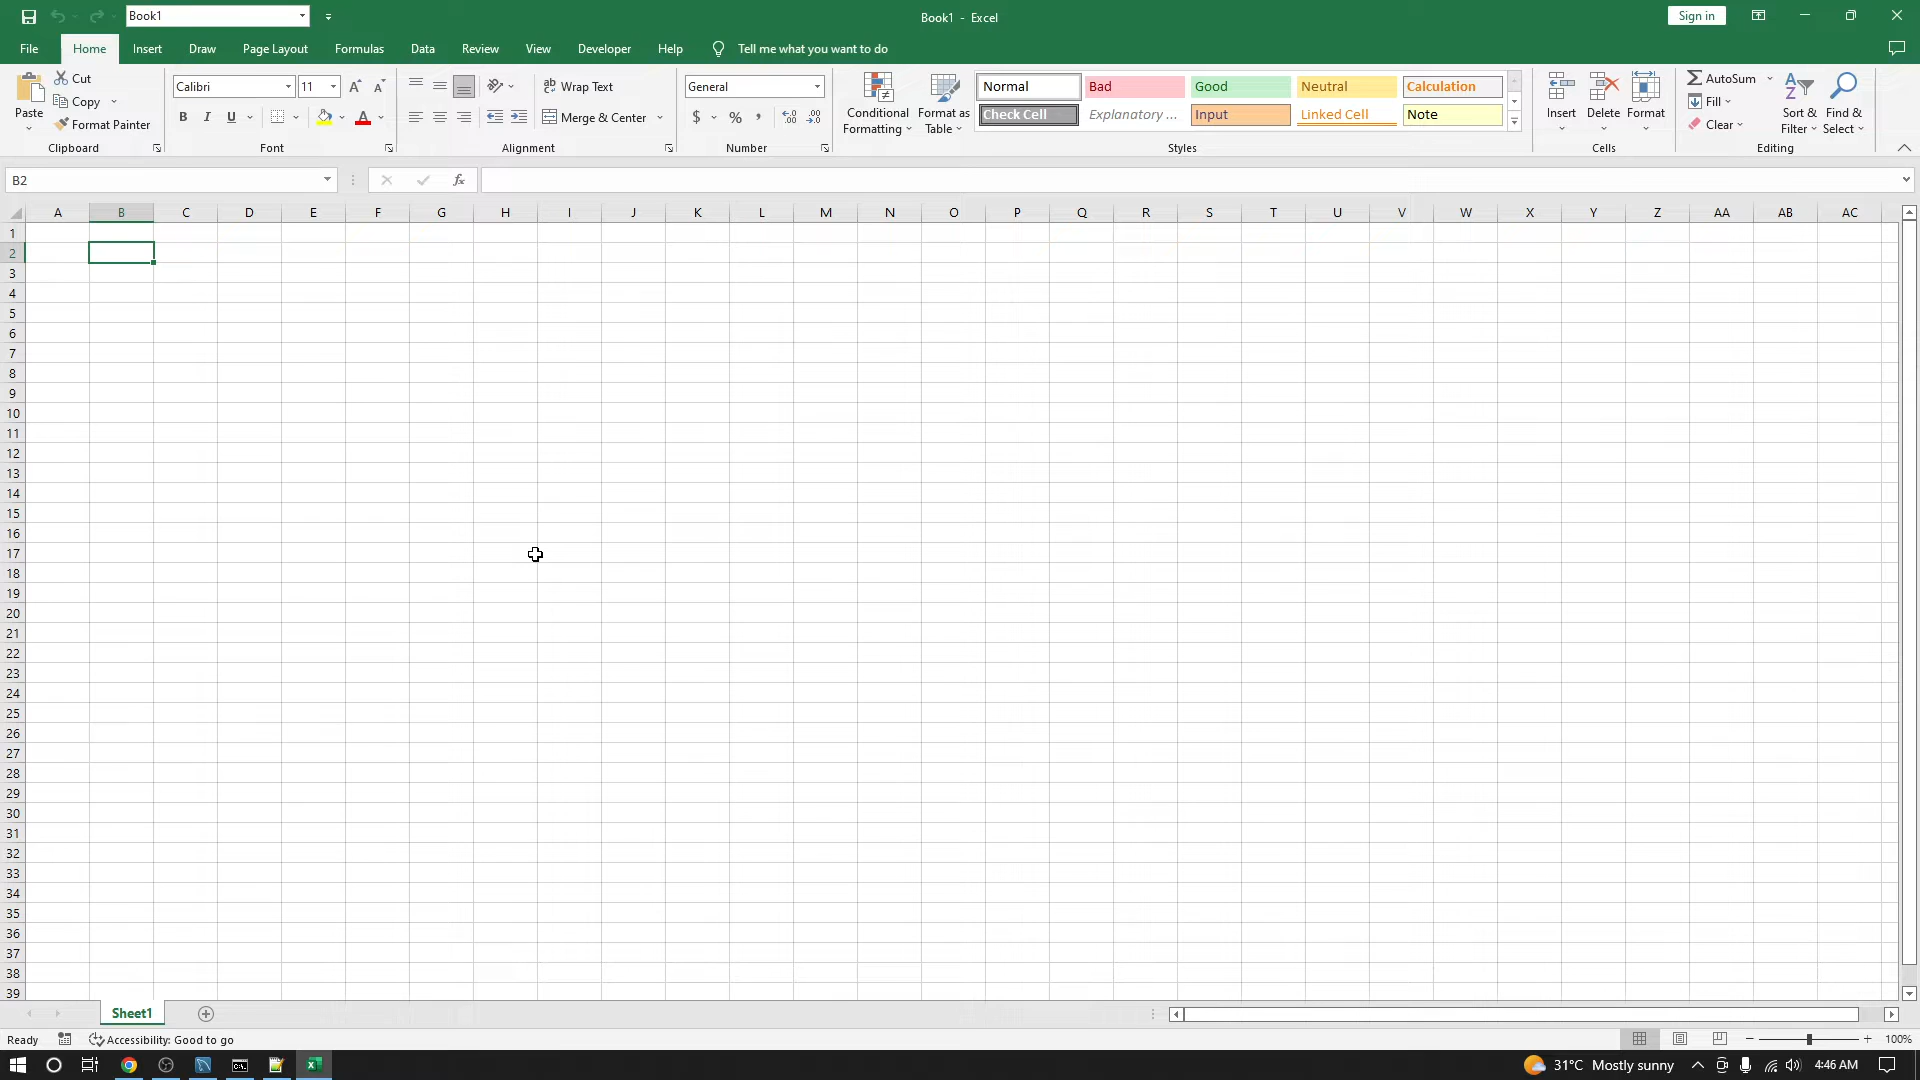 Book1
Book1 - Excel
Sign in
File Home Insert Draw Page Layout Formulas Data Review View Developer Help Tell me what you want to do
Paste
Cut
Copy
Format Painter
Clipboard
Calibri 11
B I U A
Font
Wrap Text
Merge & Center
Alignment
General
$ % ,
Number
Conditional Formatting
Format as Table
Normal Bad Good Neutral Calculation
Check Cell Explanatory ... Input Linked Cell Note
Styles
Insert Delete Format
Cells
AutoSum
Fill
Clear
Sort & Filter
Find & Select
Editing
B2
fx
A B C D E F G H I J K L M N O P Q R S T U V W X Y Z AA AB AC
1
2
3
4
5
6
7
8
9
10
11
12
13
14
15
16
17
18
19
20
21
22
23
24
25
26
27
28
29
30
31
32
33
34
35
36
37
38
39
Sheet1
Ready Accessibility: Good to go 100%
31°C Mostly sunny 4:46 AM